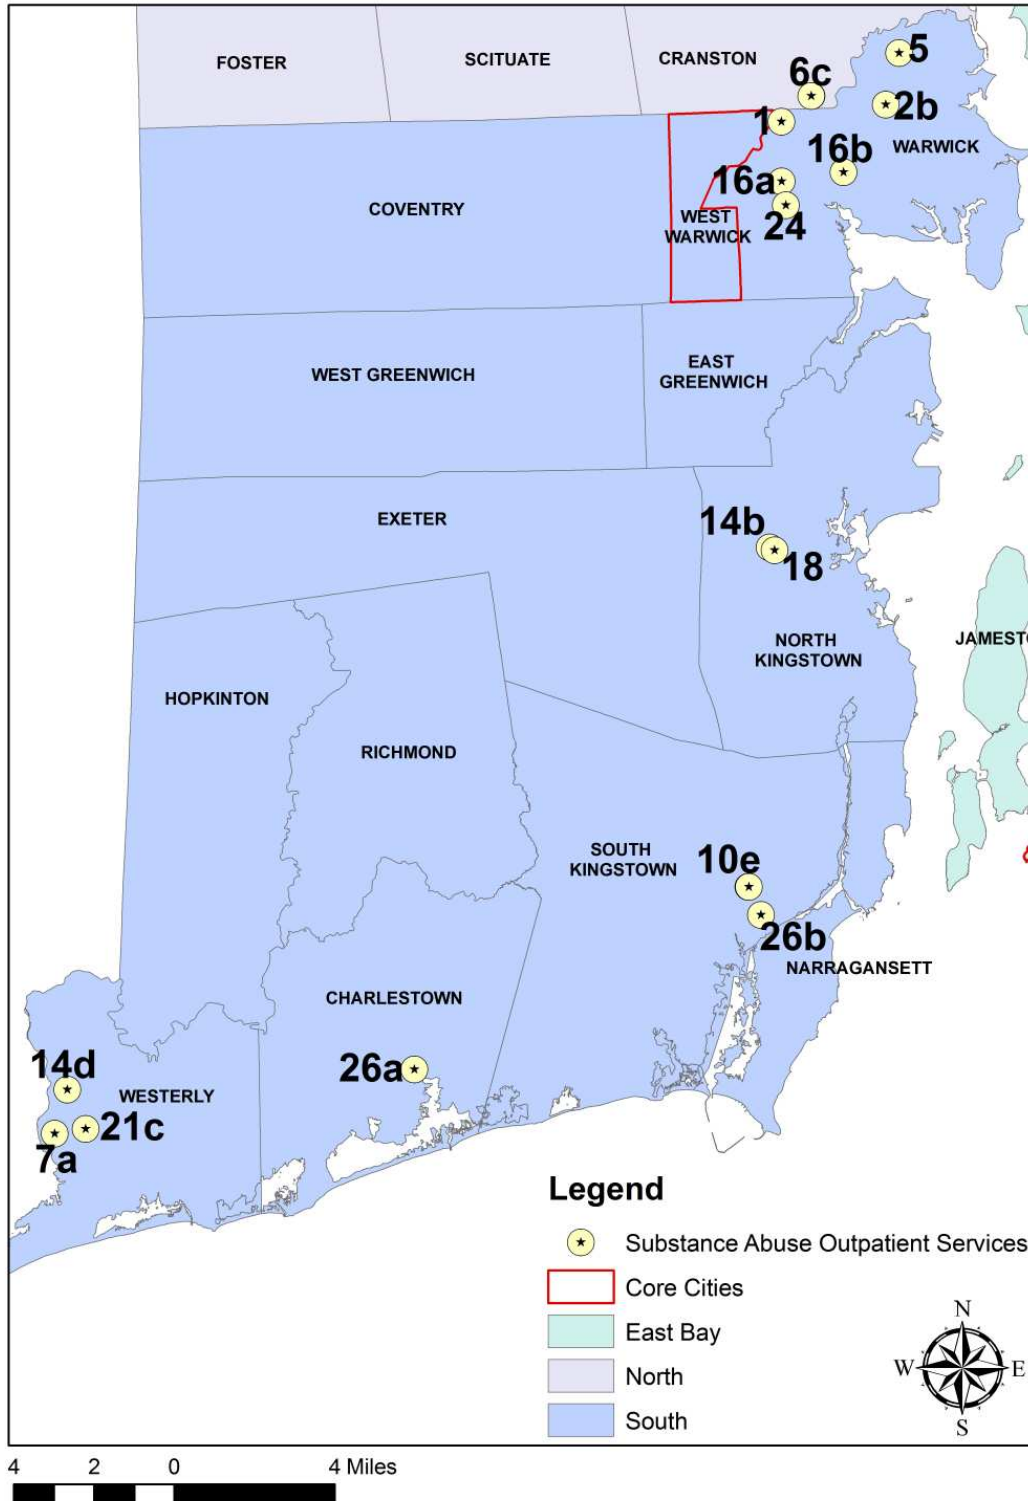 FOSTER
SCITUATE
CRANSTON
5
6c
2b
1
WARWICK
16b
16a
COVENTRY
WEST
WARWICK
24
WEST GREENWICH
EAST
GREENWICH
EXETER
14b
18
NORTH
KINGSTOWN
JAMESTO
HOPKINTON
RICHMOND
SOUTH
KINGSTOWN
10e
26b
NARRAGANSETT
CHARLESTOWN
26a
14d
WESTERLY
21c
7a
Legend
Substance Abuse Outpatient Services
Core Cities
East Bay
North
South
N
W
E
S
4 2 0 4 Miles